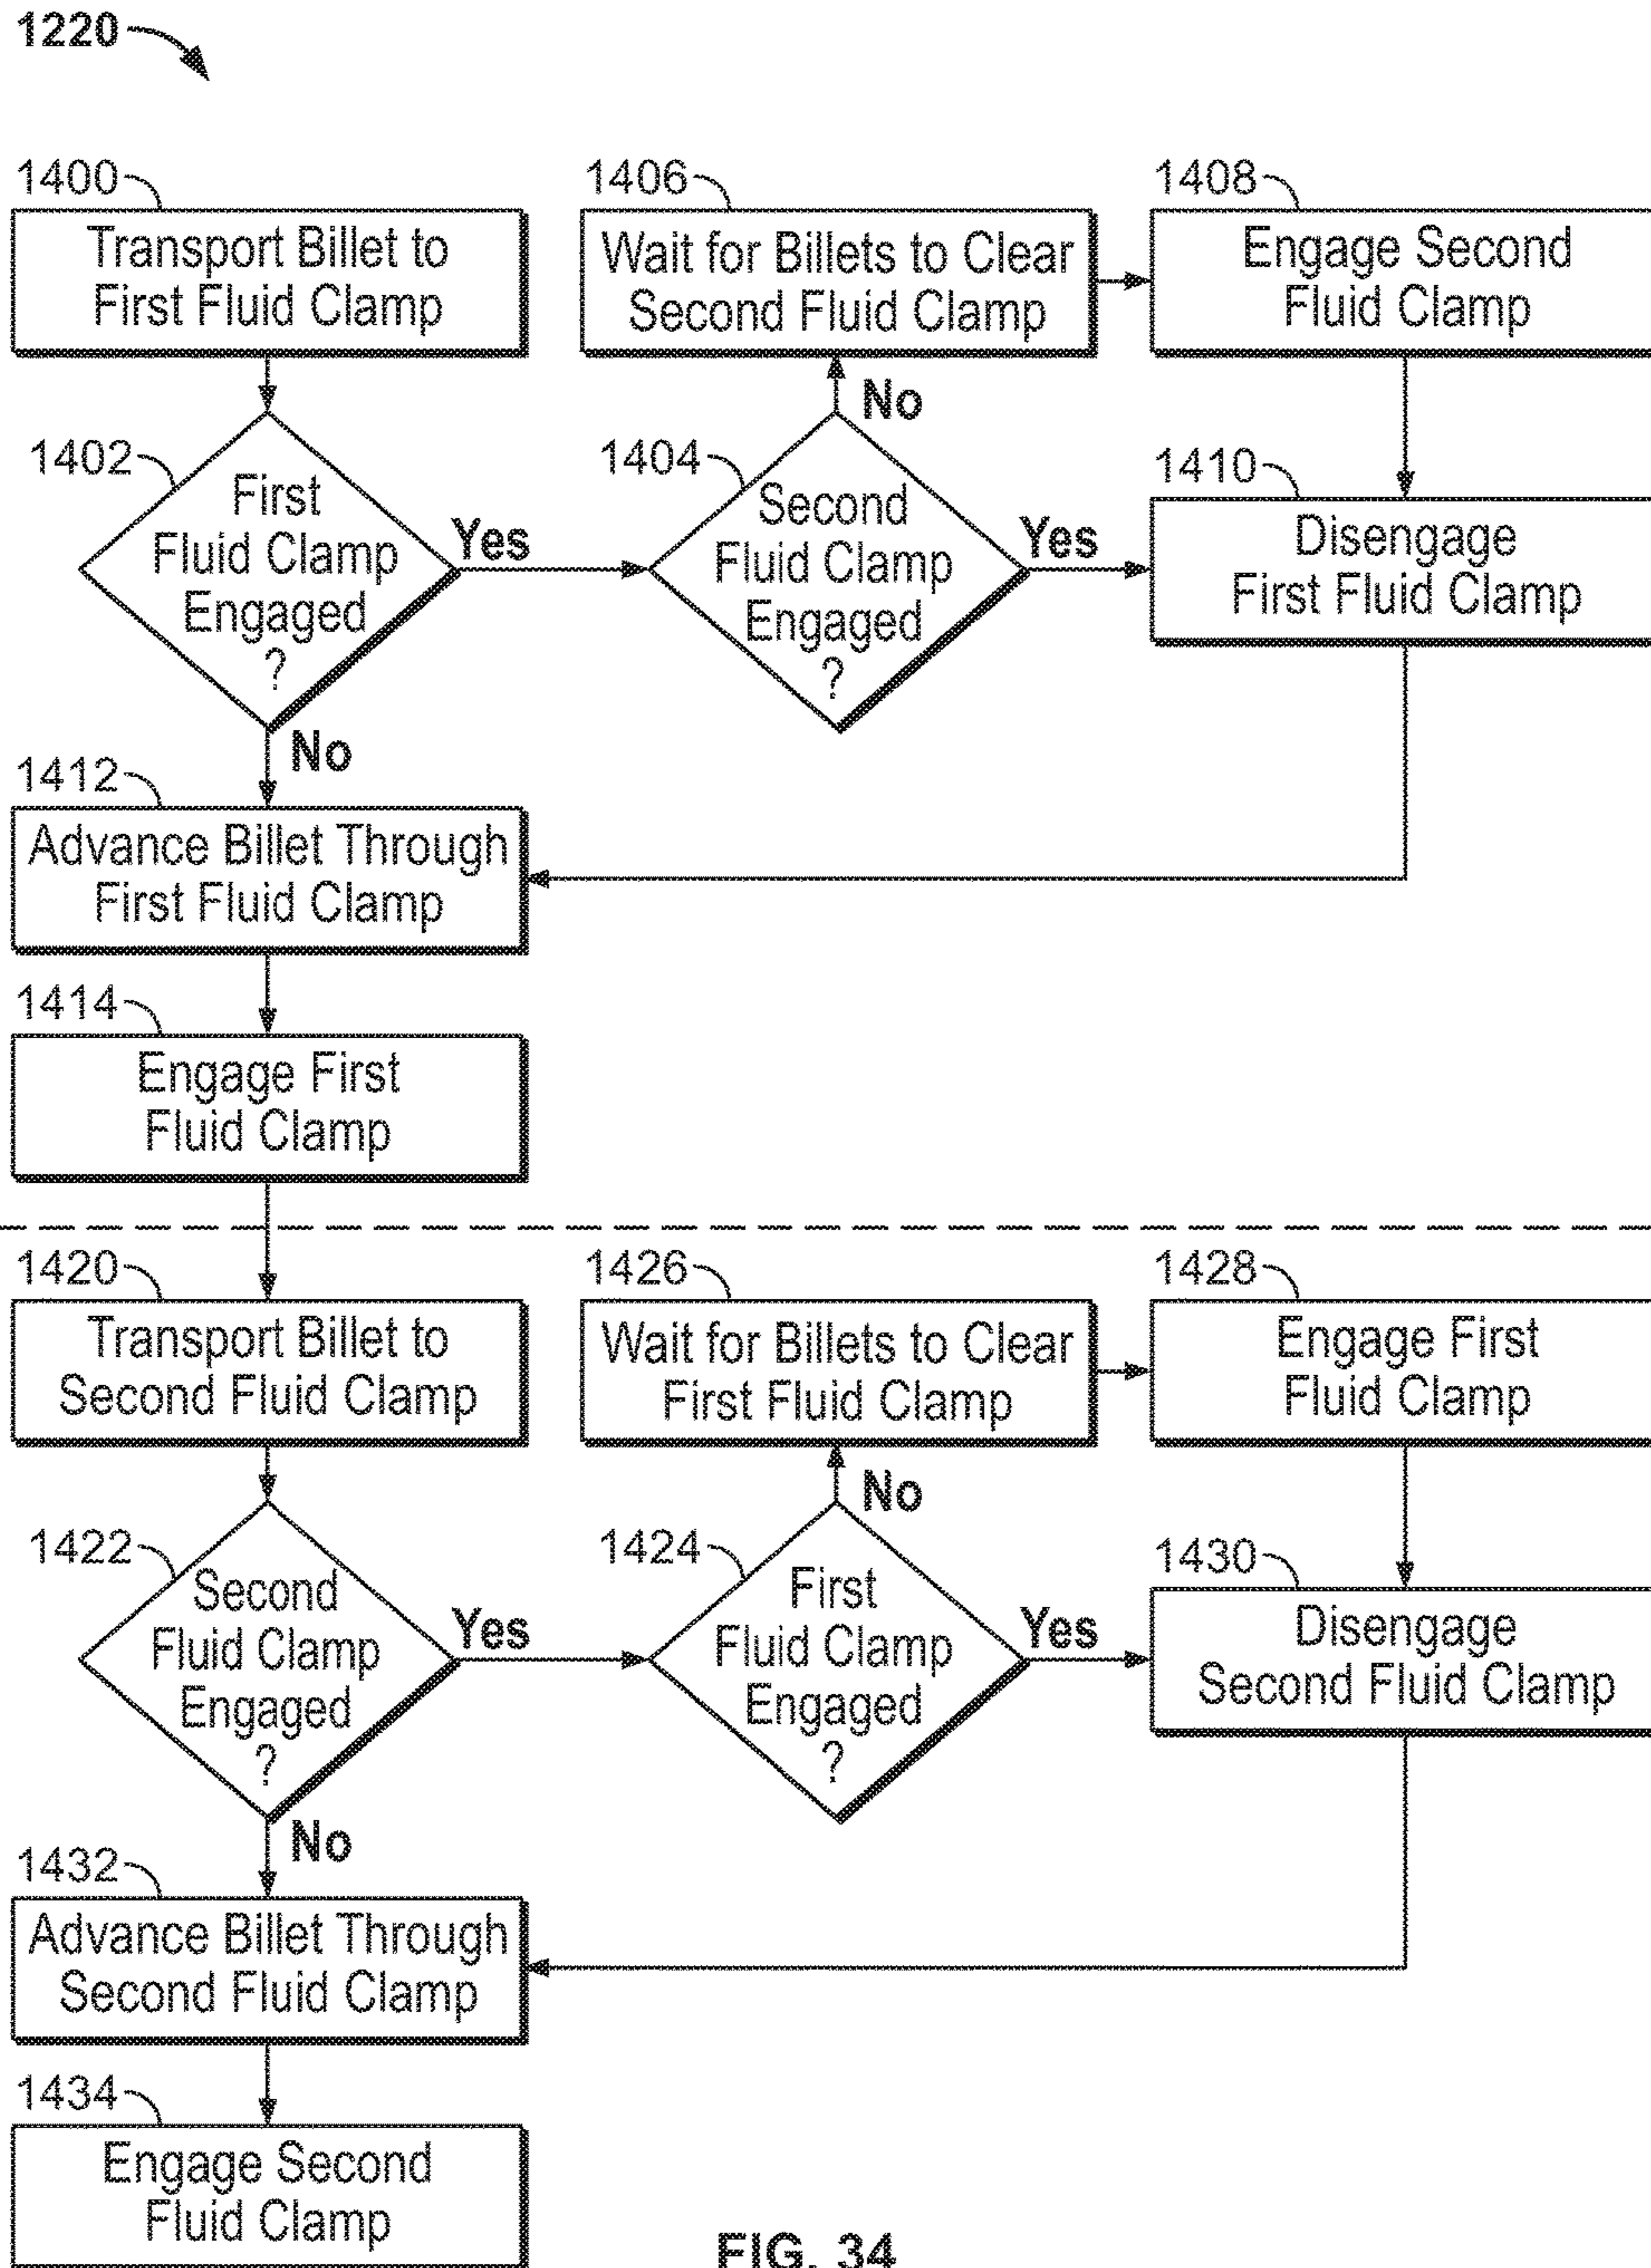 1220
1400
Transport Billet to
First Fluid Clamp
1406
Wait for Billets to Clear
Second Fluid Clamp
1408
Engage Second
Fluid Clamp
1402
First
Fluid Clamp
Engaged
?
Yes
No
1404
Second
Fluid Clamp
Engaged
?
No
Yes
1410
Disengage
First Fluid Clamp
1412
Advance Billet Through
First Fluid Clamp
1414
Engage First
Fluid Clamp
1420
Transport Billet to
Second Fluid Clamp
1426
Wait for Billets to Clear
First Fluid Clamp
1428
Engage First
Fluid Clamp
1422
Second
Fluid Clamp
Engaged
?
Yes
No
1424
First
Fluid Clamp
Engaged
?
No
Yes
1430
Disengage
Second Fluid Clamp
1432
Advance Billet Through
Second Fluid Clamp
1434
Engage Second
Fluid Clamp
FIG. 34